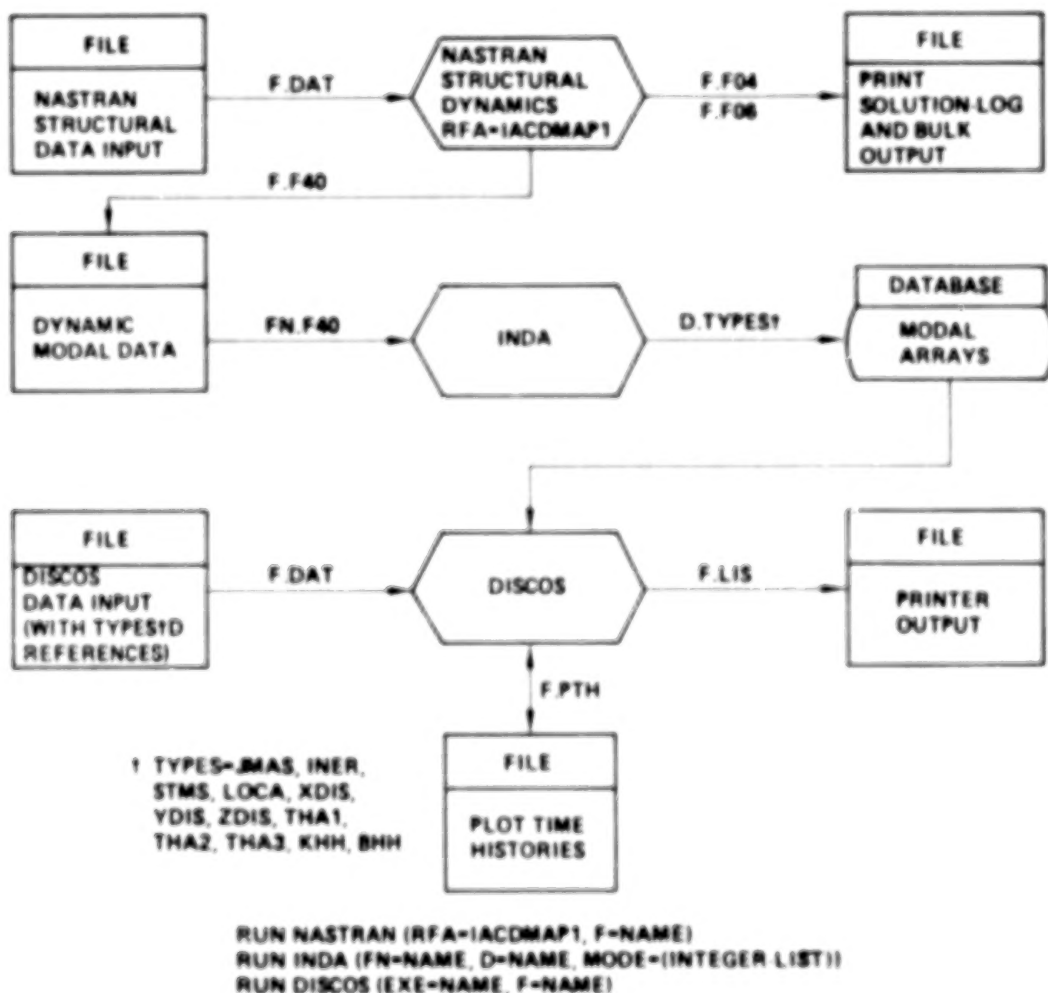 FILE
NASTRAN
STRUCTURAL
DATA INPUT
F.DAT
NASTRAN
STRUCTURAL
DYNAMICS
RFA=IACDMAP1
F.F04
F.F06
FILE
PRINT
SOLUTION-LOG
AND BULK
OUTPUT
F.F40
FILE
DYNAMIC
MODAL DATA
FN.F40
INDA
D.TYPES†
DATABASE
MODAL
ARRAYS
FILE
DISCOS
DATA INPUT
(WITH TYPES†D
REFERENCES)
F.DAT
DISCOS
F.LIS
FILE
PRINTER
OUTPUT
F.PTH
FILE
PLOT TIME
HISTORIES
† TYPES=JMAS, INER,
STMS, LOCA, XDIS,
YDIS, ZDIS, THA1,
THA2, THA3, KHH, BHH
RUN NASTRAN (RFA=IACDMAP1, F=NAME)
RUN INDA (FN=NAME, D=NAME, MODE=(INTEGER-LIST))
RUN DISCOS (EXE=NAME, F=NAME)